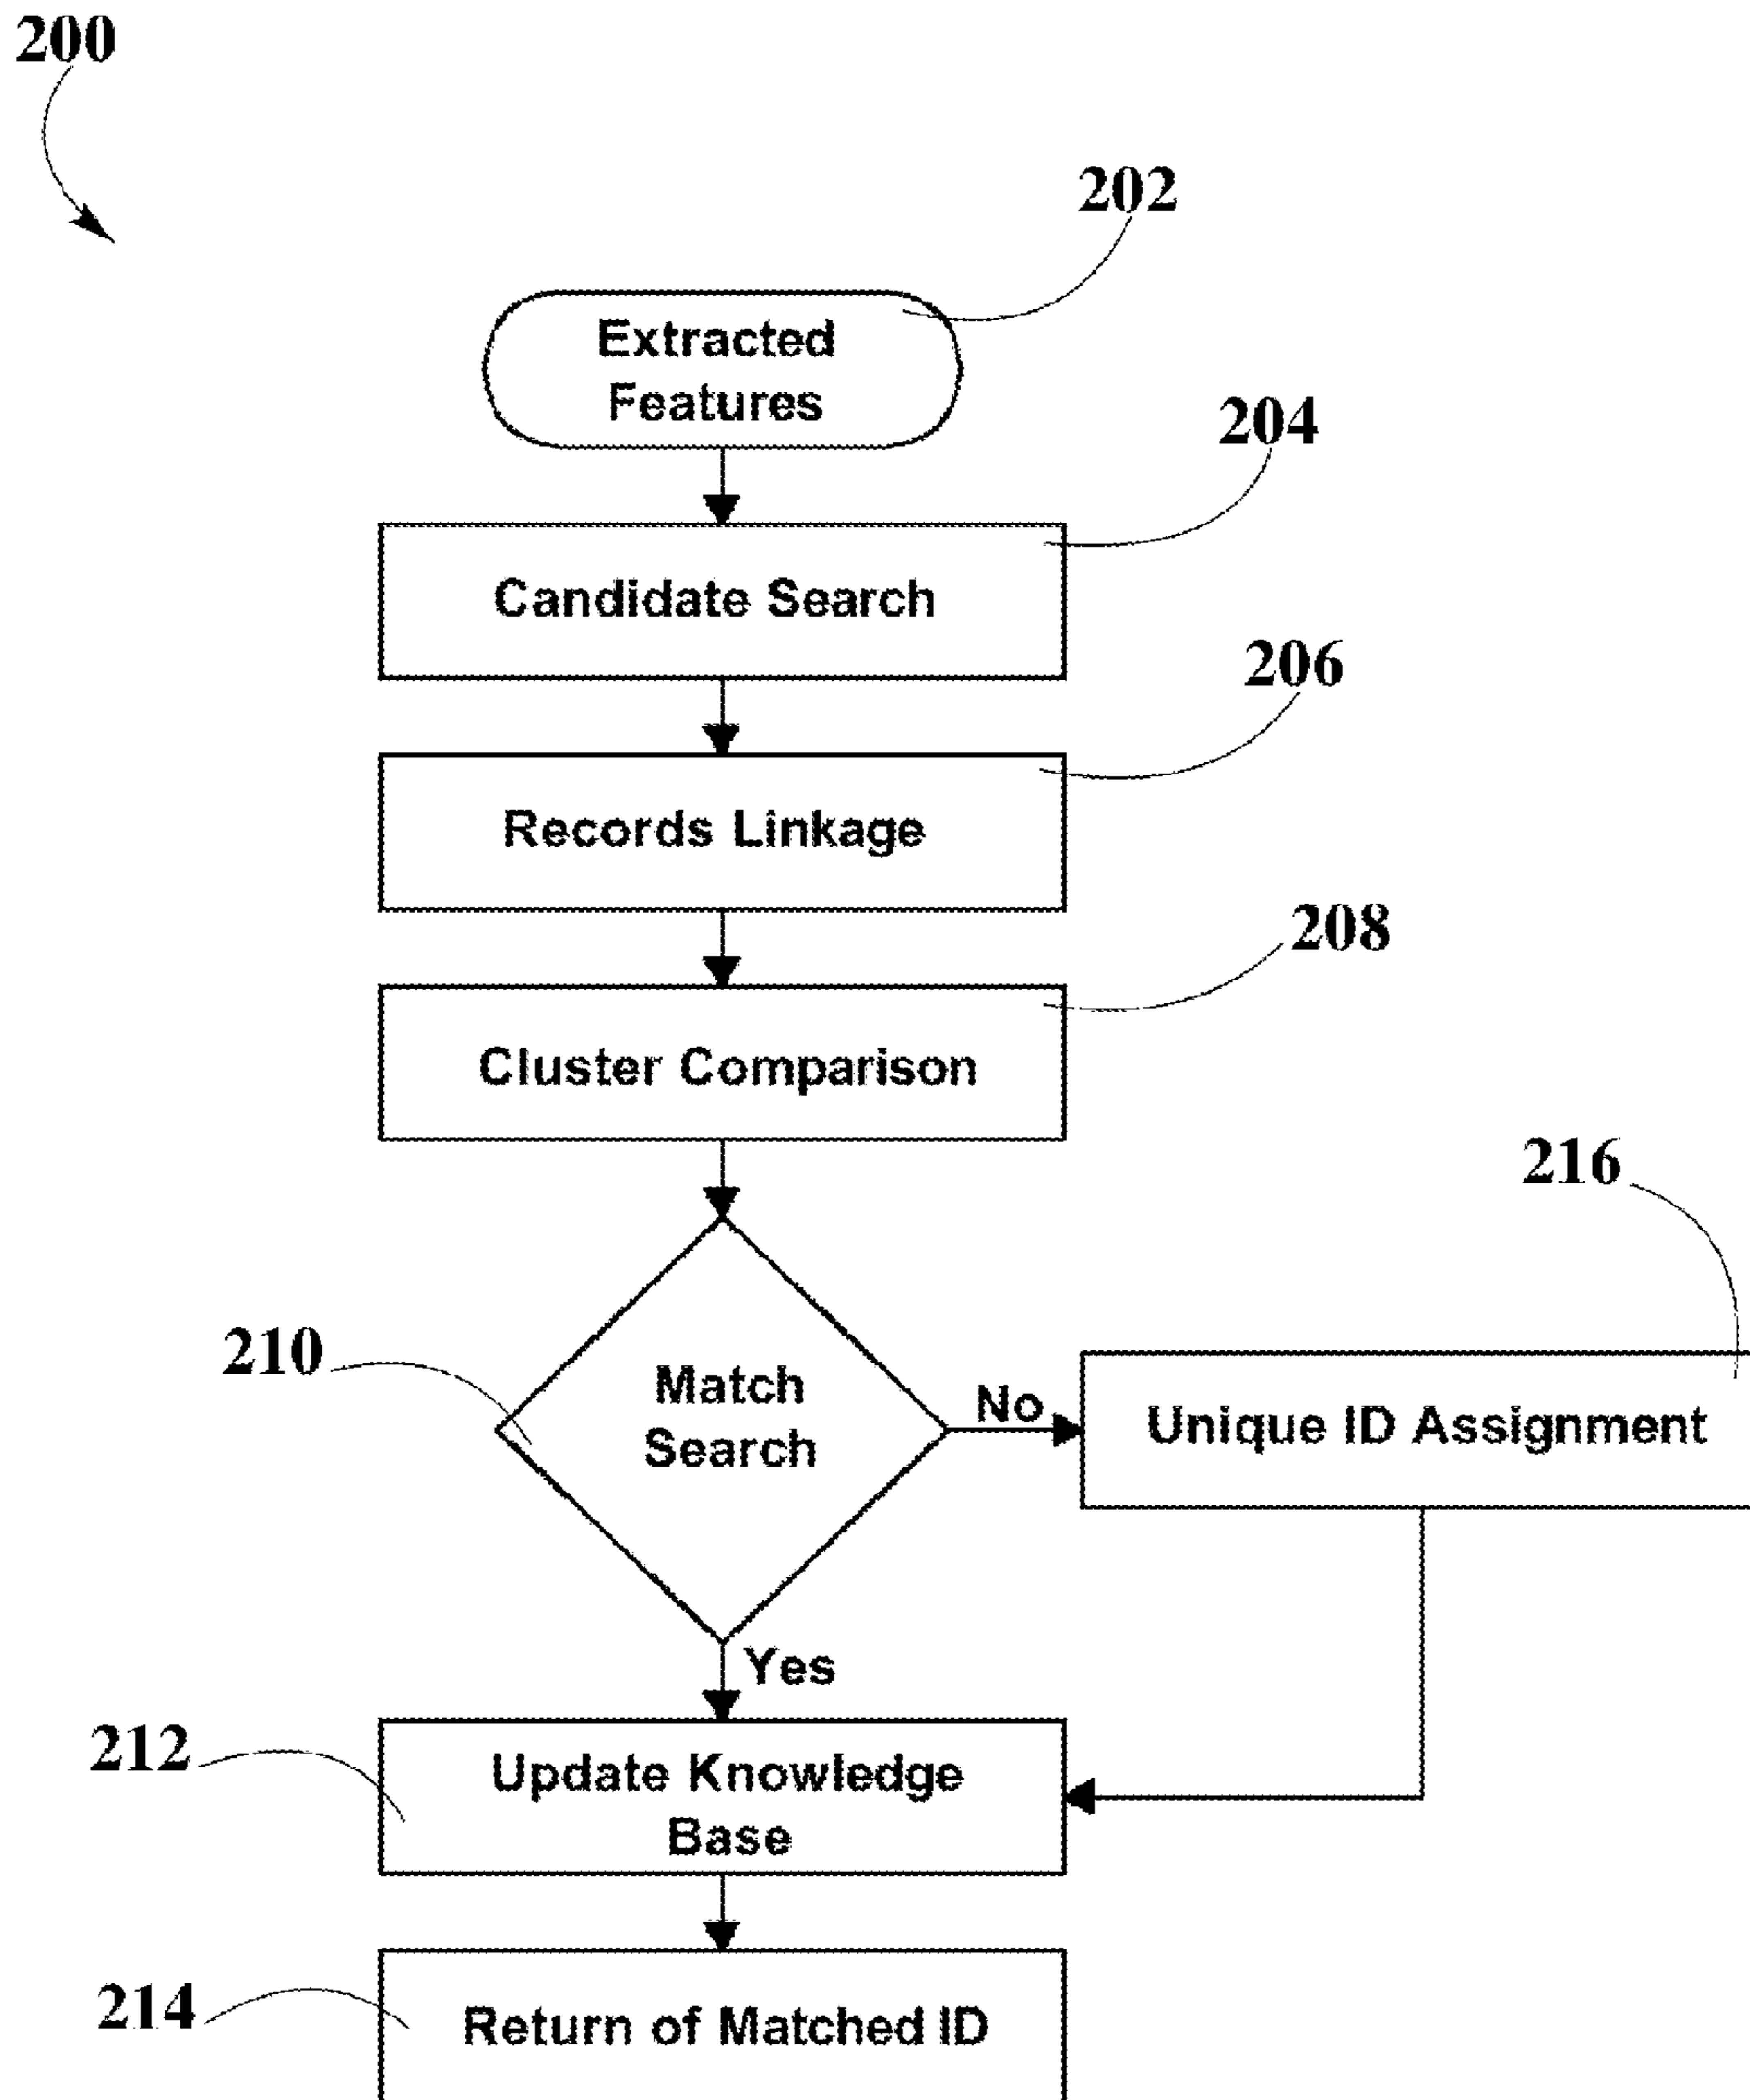 200
202
Extracted
Features
204
Candidate Search
206
Records Linkage
208
Cluster Comparison
216
210
Match
Search
No
Unique ID Assignment
Yes
212
Update Knowledge
Base
214
Return of Matched ID